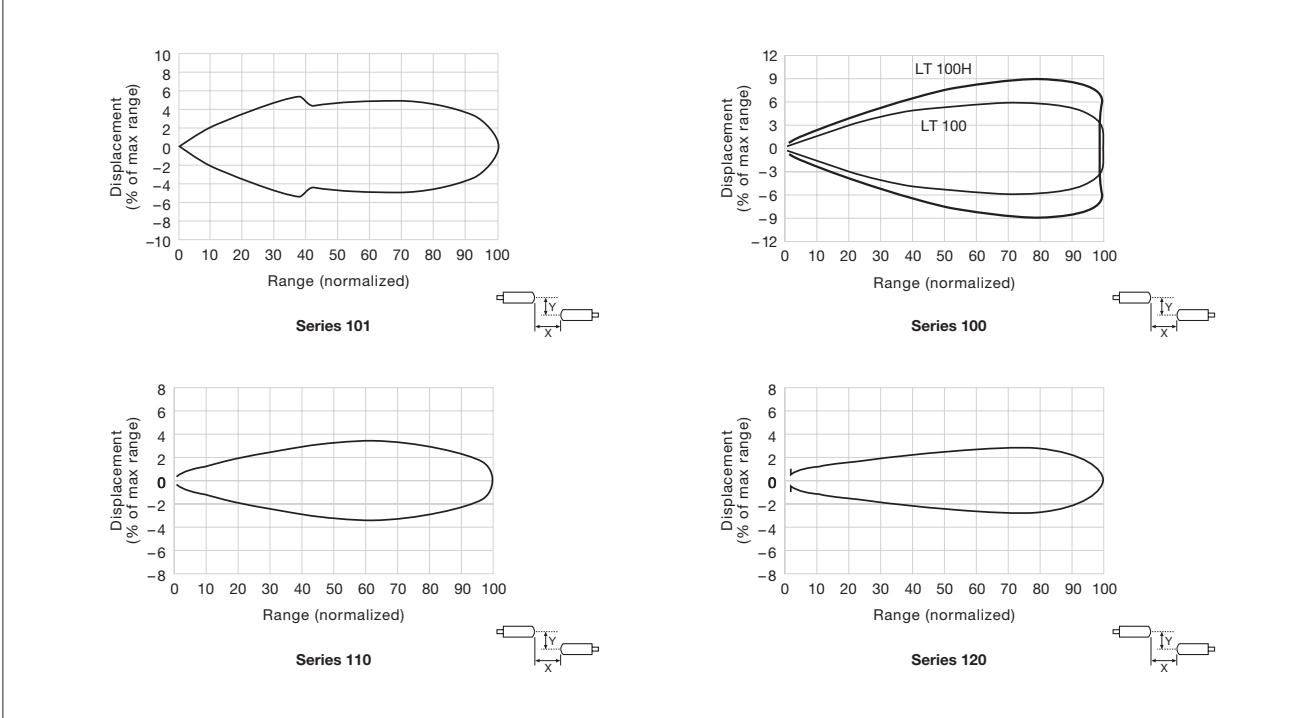 10
8
6
4
2
0
−2
−4
−6
−8
−10
Displacement
(% of max range)
0 10 20 30 40 50 60 70 80 90 100
Range (normalized)
Y
X
Series 101
12
9
6
3
0
−3
−6
−9
−12
Displacement
(% of max range)
LT 100H
LT 100
0 10 20 30 40 50 60 70 80 90 100
Range (normalized)
Y
X
Series 100
8
6
4
2
0
−2
−4
−6
−8
Displacement
(% of max range)
0 10 20 30 40 50 60 70 80 90 100
Range (normalized)
Y
X
Series 110
8
6
4
2
0
−2
−4
−6
−8
Displacement
(% of max range)
0 10 20 30 40 50 60 70 80 90 100
Range (normalized)
Y
X
Series 120